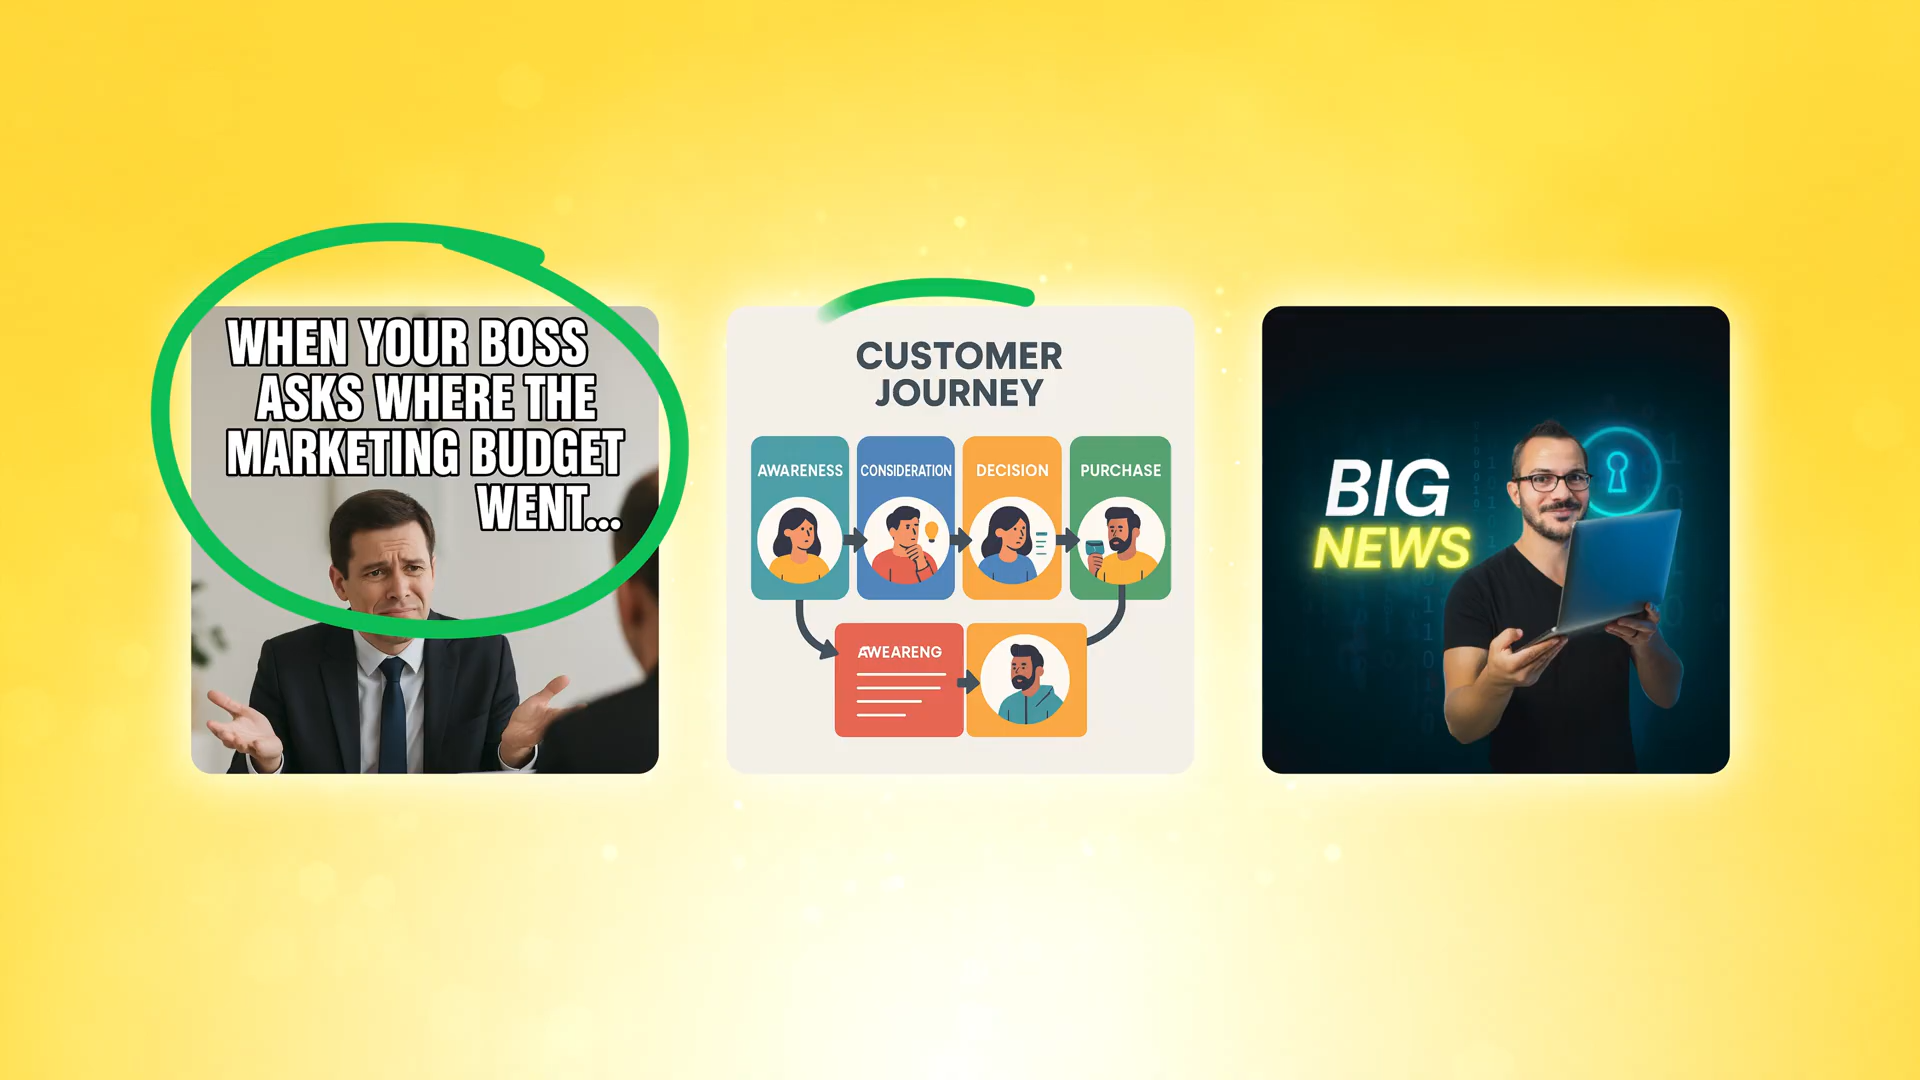 WHEN YOUR BOSS
ASKS WHERE THE
MARKETING BUDGET
WENT...
CUSTOMER
JOURNEY
AWARENESS
CONSIDERATION
DECISION
PURCHASE
AWEARENG
BIG
NEWS